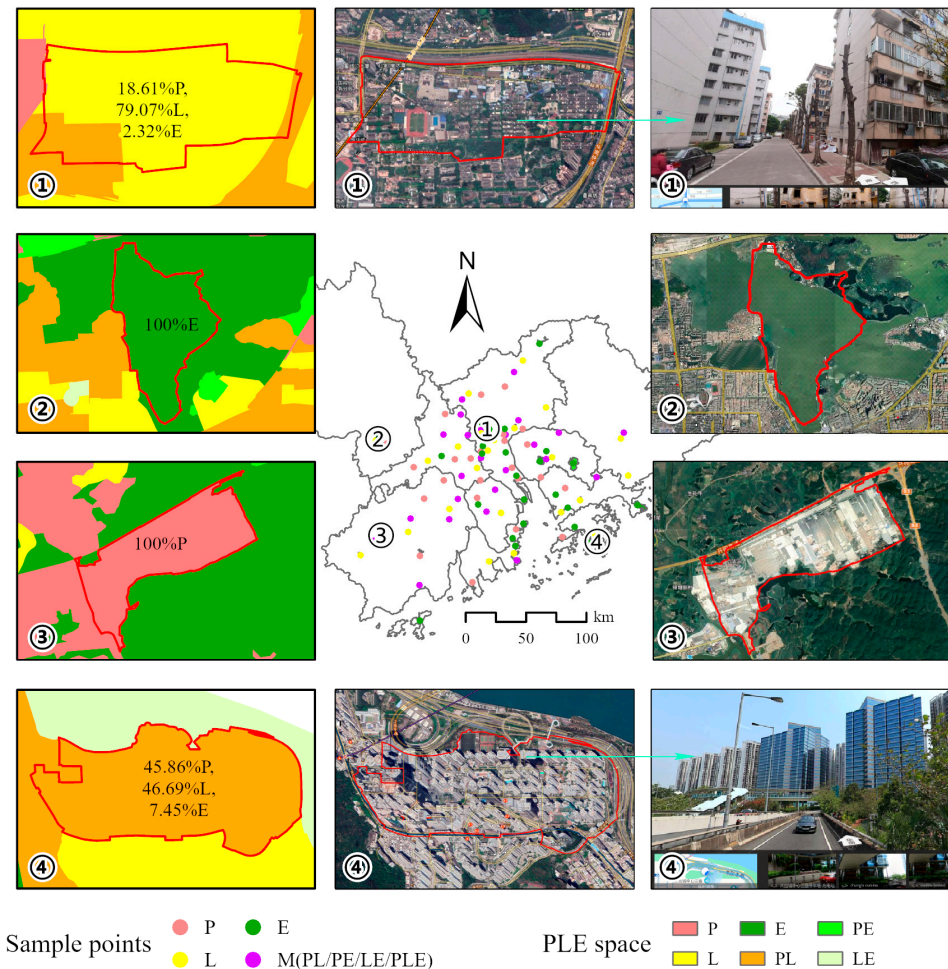 18.61%P,
79.07%L,
2.32%E
①
①
①
100%E
②
N
②
①
②
③
④
100%P
③
km
0 50 100
③
45.86%P,
46.69%L,
7.45%E
④
④
④
Sample points
P
E
L
M(PL/PE/LE/PLE)
PLE space
P
E
PE
L
PL
LE